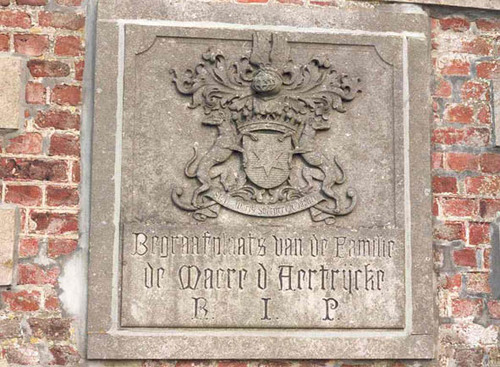 Begraafplaats van de Familie
de Maere d'Aertrycke
R. I. P.